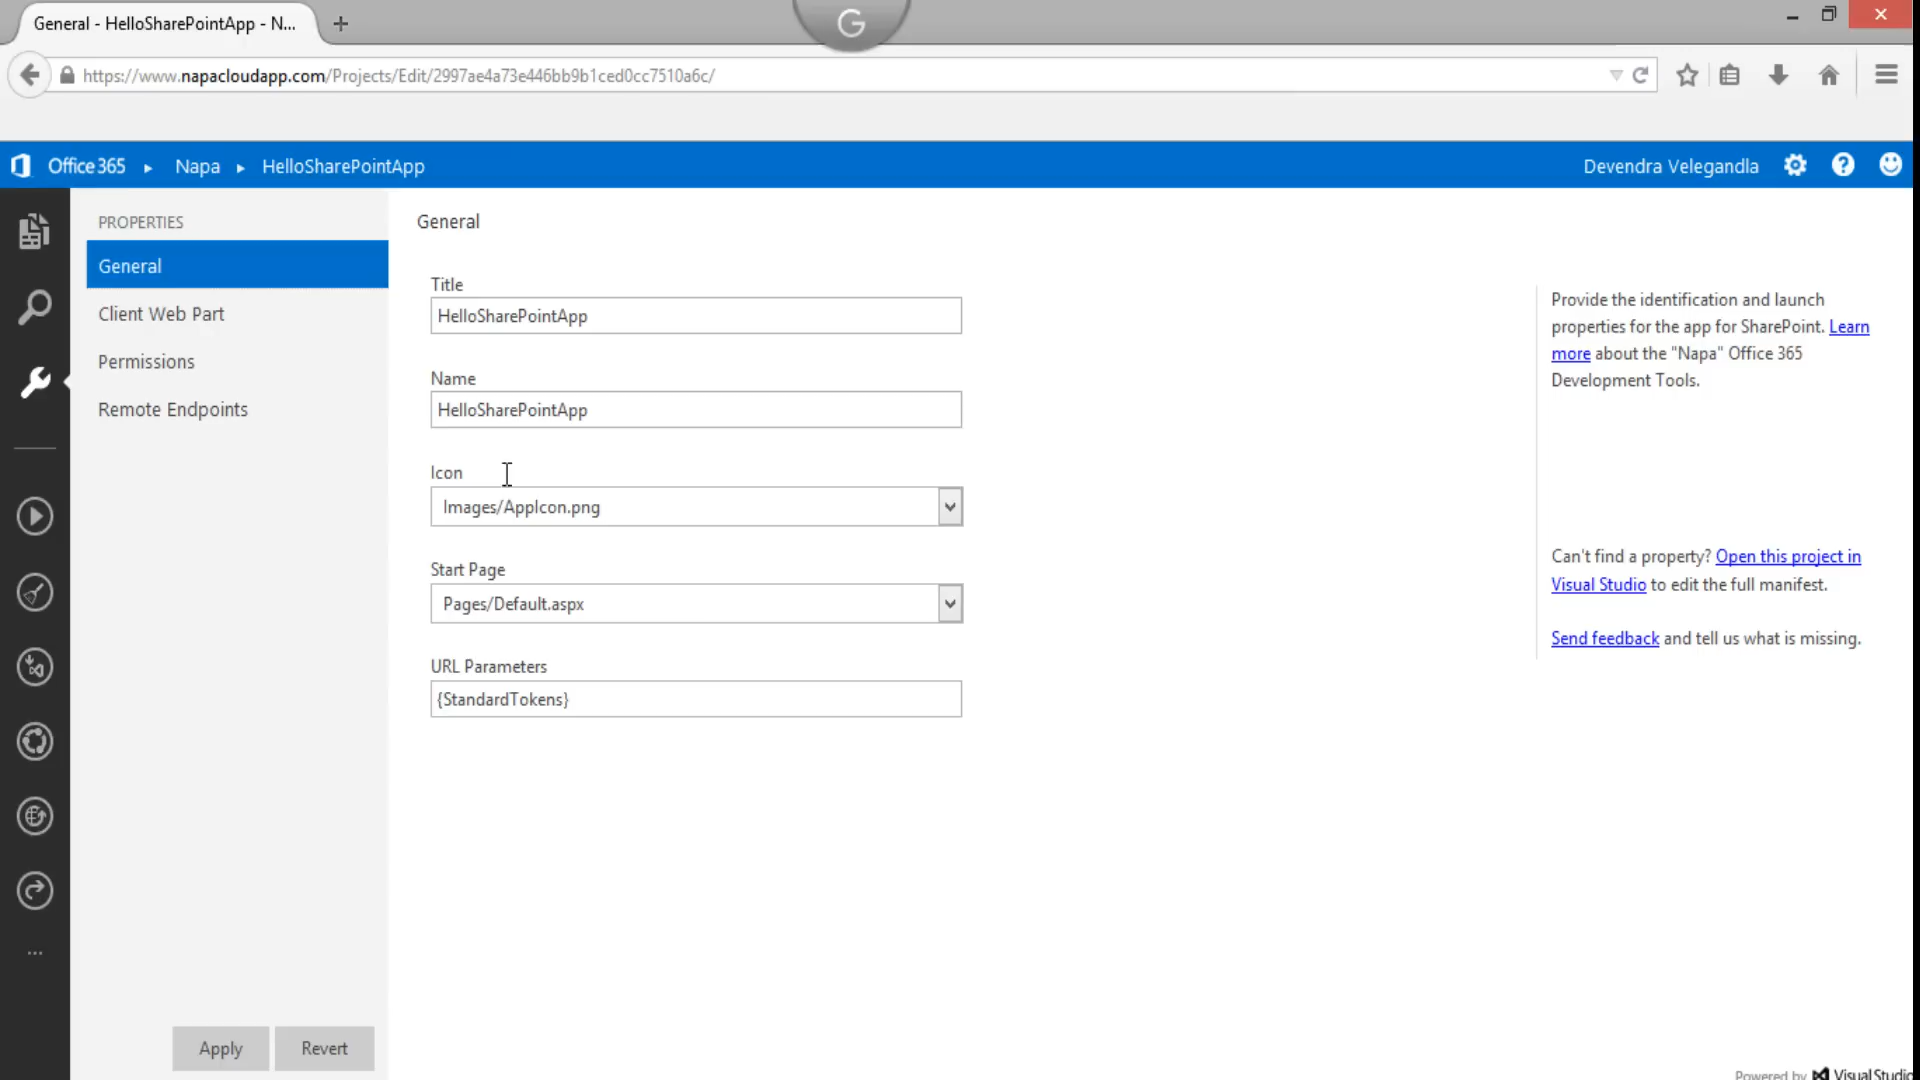 General - HelloSharePointApp - N...
G
https://www.napacloudapp.com/Projects/Edit/2997ae4a73e446bb9b1ced0cc7510a6c/
Office 365 Napa HelloSharePointApp
Devendra Velegandla
PROPERTIES
General
Client Web Part
Permissions
Remote Endpoints
Apply
Revert
General
Title
HelloSharePointApp
Name
HelloSharePointApp
Icon
Images/AppIcon.png
Start Page
Pages/Default.aspx
URL Parameters
{StandardTokens}
Provide the identification and launch
properties for the app for SharePoint. Learn
more about the "Napa" Office 365
Development Tools.
Can't find a property? Open this project in
Visual Studio to edit the full manifest.
Send feedback and tell us what is missing.
Powered by Visual Studio